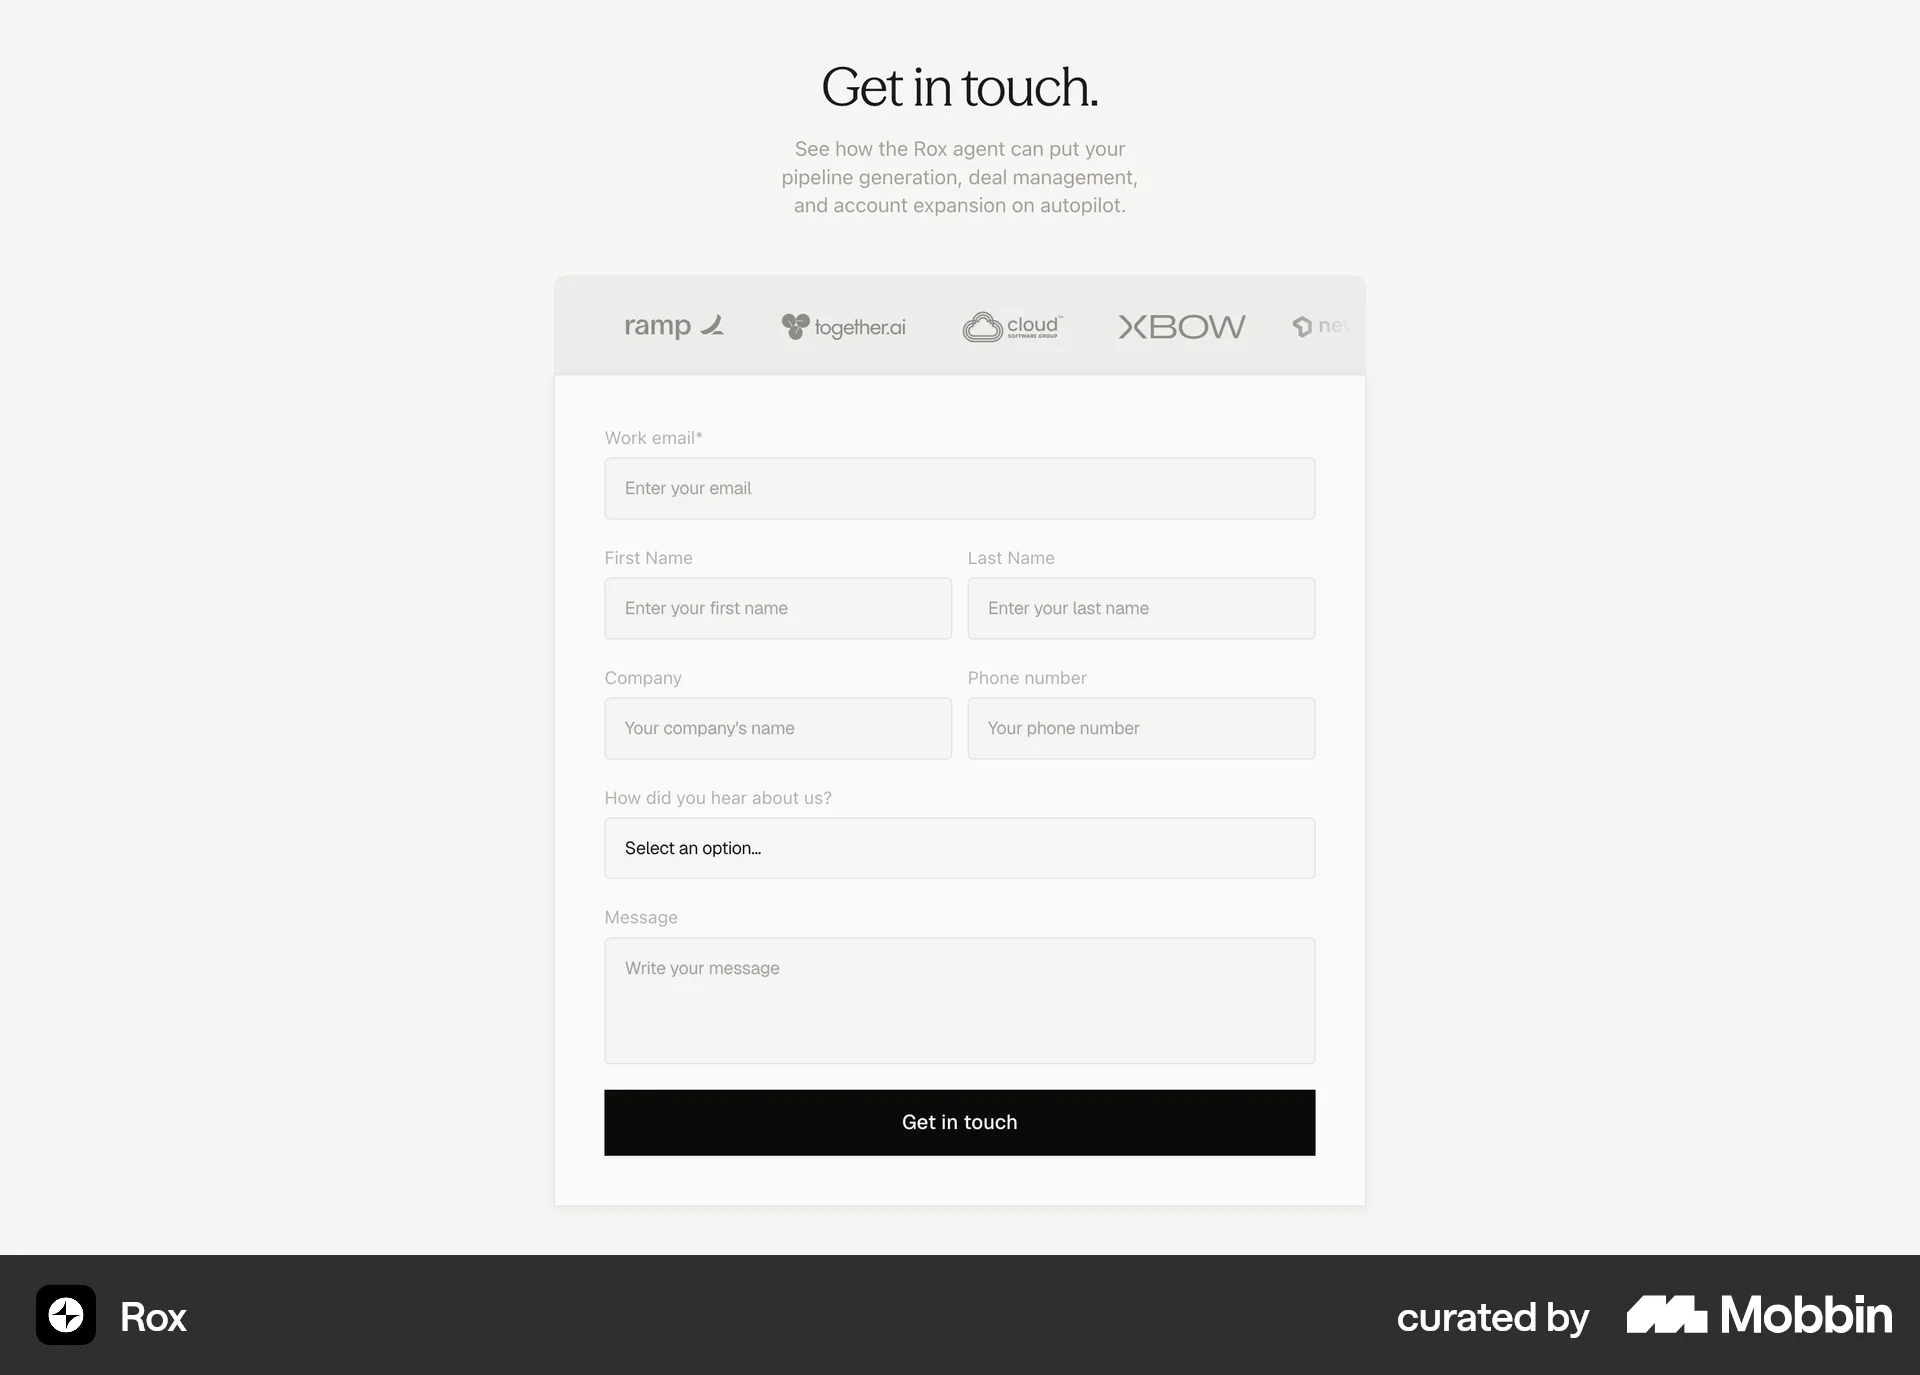 Get in touch.
See how the Rox agent can put your
pipeline generation, deal management,
and account expansion on autopilot.
ramp together.ai cloud™ SOFTWARE GROUP XBOW
Work email*
Enter your email
First Name Last Name
Enter your first name Enter your last name
Company Phone number
Your company's name Your phone number
How did you hear about us?
Select an option...
Message
Write your message
Get in touch
Rox curated by Mobbin